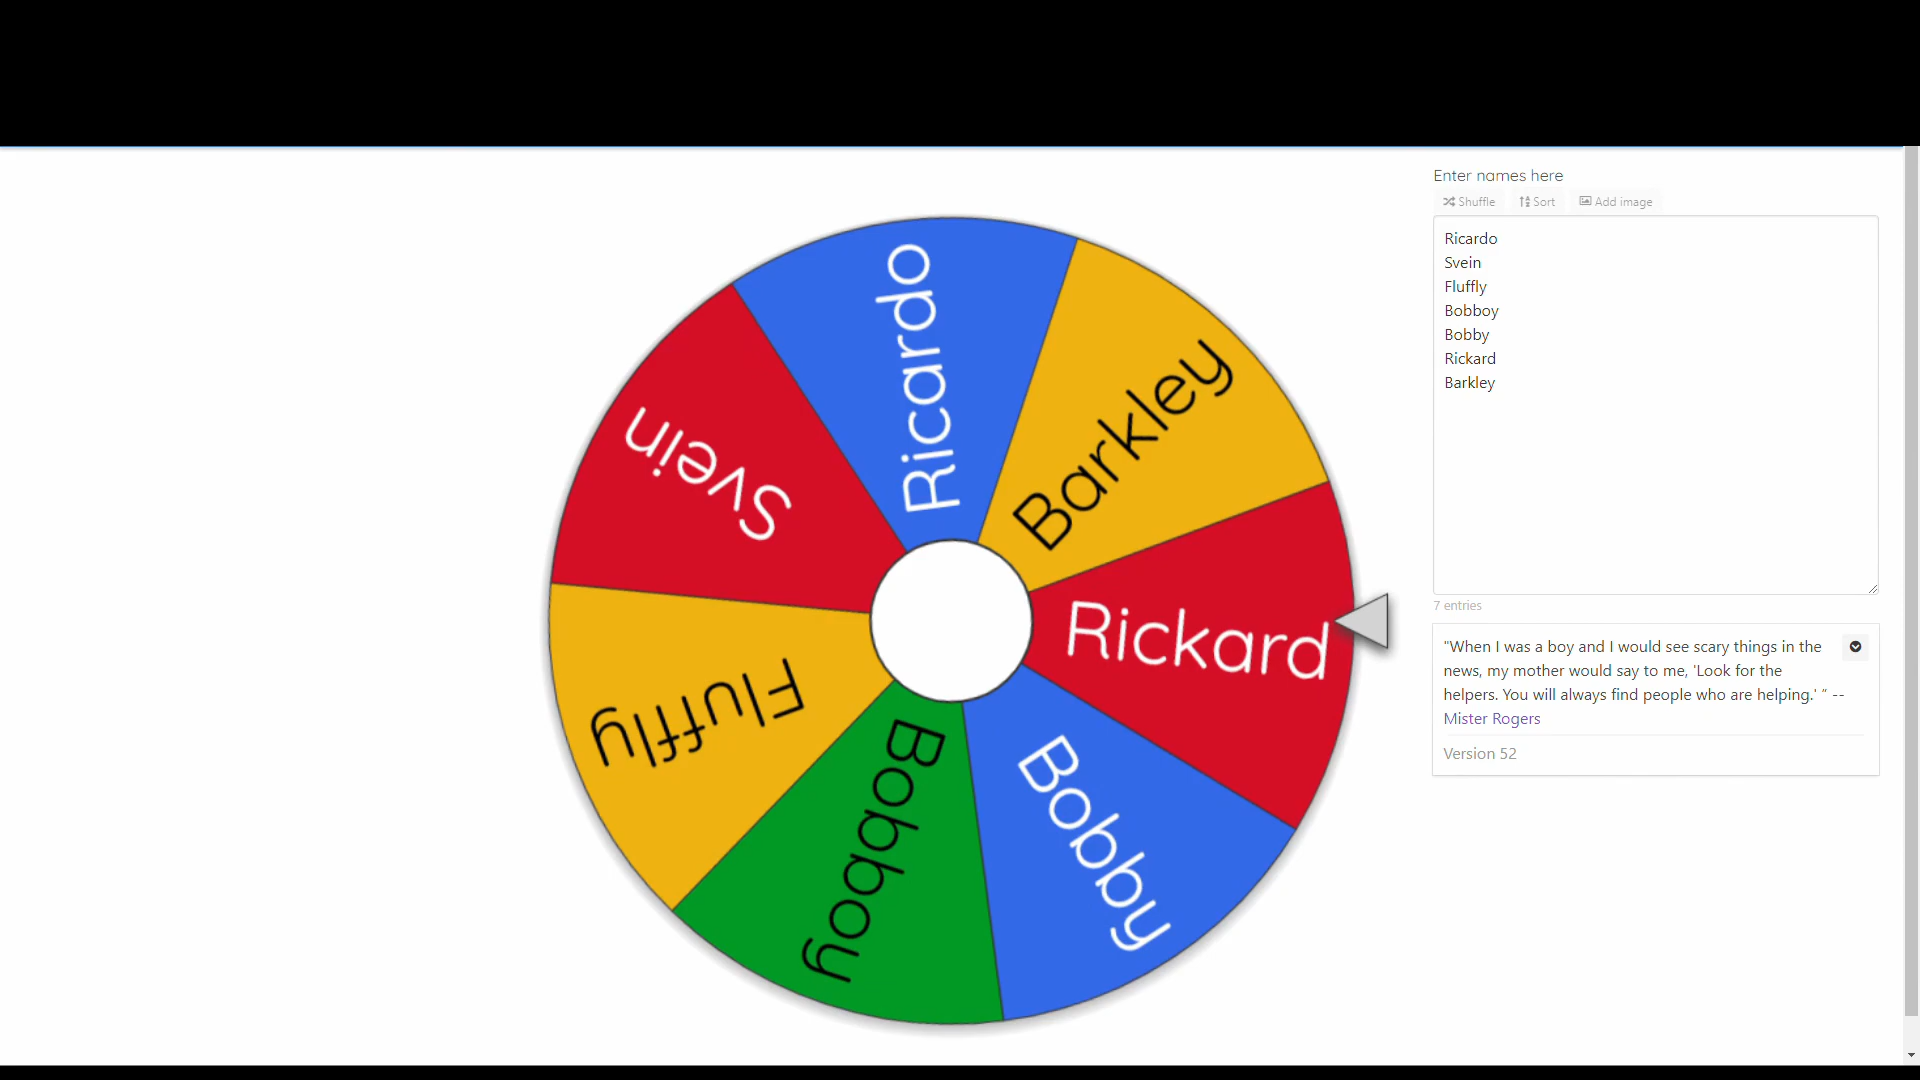 Enter names here
Shuffle Sort Add image
Ricardo
Svein
Fluffly
Bobboy
Bobby
Rickard
Barkley
7 entries
"When I was a boy and I would see scary things in the
news, my mother would say to me, 'Look for the
helpers. You will always find people who are helping.' " --
Mister Rogers
Version 52
Ricardo
Barkley
Rickard
Bobby
Bobboy
Fluffly
Svein